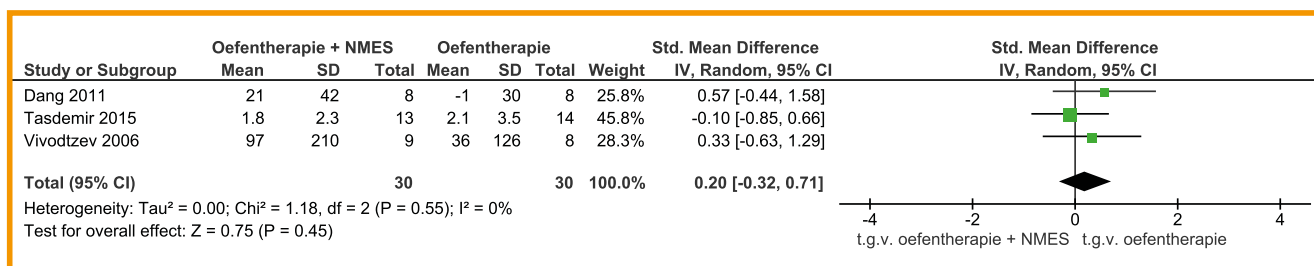 Oefentherapie + NMES Oefentherapie Std. Mean Difference Std. Mean Difference
Study or Subgroup Mean SD Total Mean SD Total Weight IV, Random, 95% CI IV, Random, 95% CI
Dang 2011 21 42 8 -1 30 8 25.8% 0.57 [-0.44, 1.58]
Tasdemir 2015 1.8 2.3 13 2.1 3.5 14 45.8% -0.10 [-0.85, 0.66]
Vivodtzev 2006 97 210 9 36 126 8 28.3% 0.33 [-0.63, 1.29]
Total (95% CI) 30 30 100.0% 0.20 [-0.32, 0.71]
Heterogeneity: Tau² = 0.00; Chi² = 1.18, df = 2 (P = 0.55); I² = 0%
Test for overall effect: Z = 0.75 (P = 0.45)
-4 -2 0 2 4
t.g.v. oefentherapie + NMES t.g.v. oefentherapie